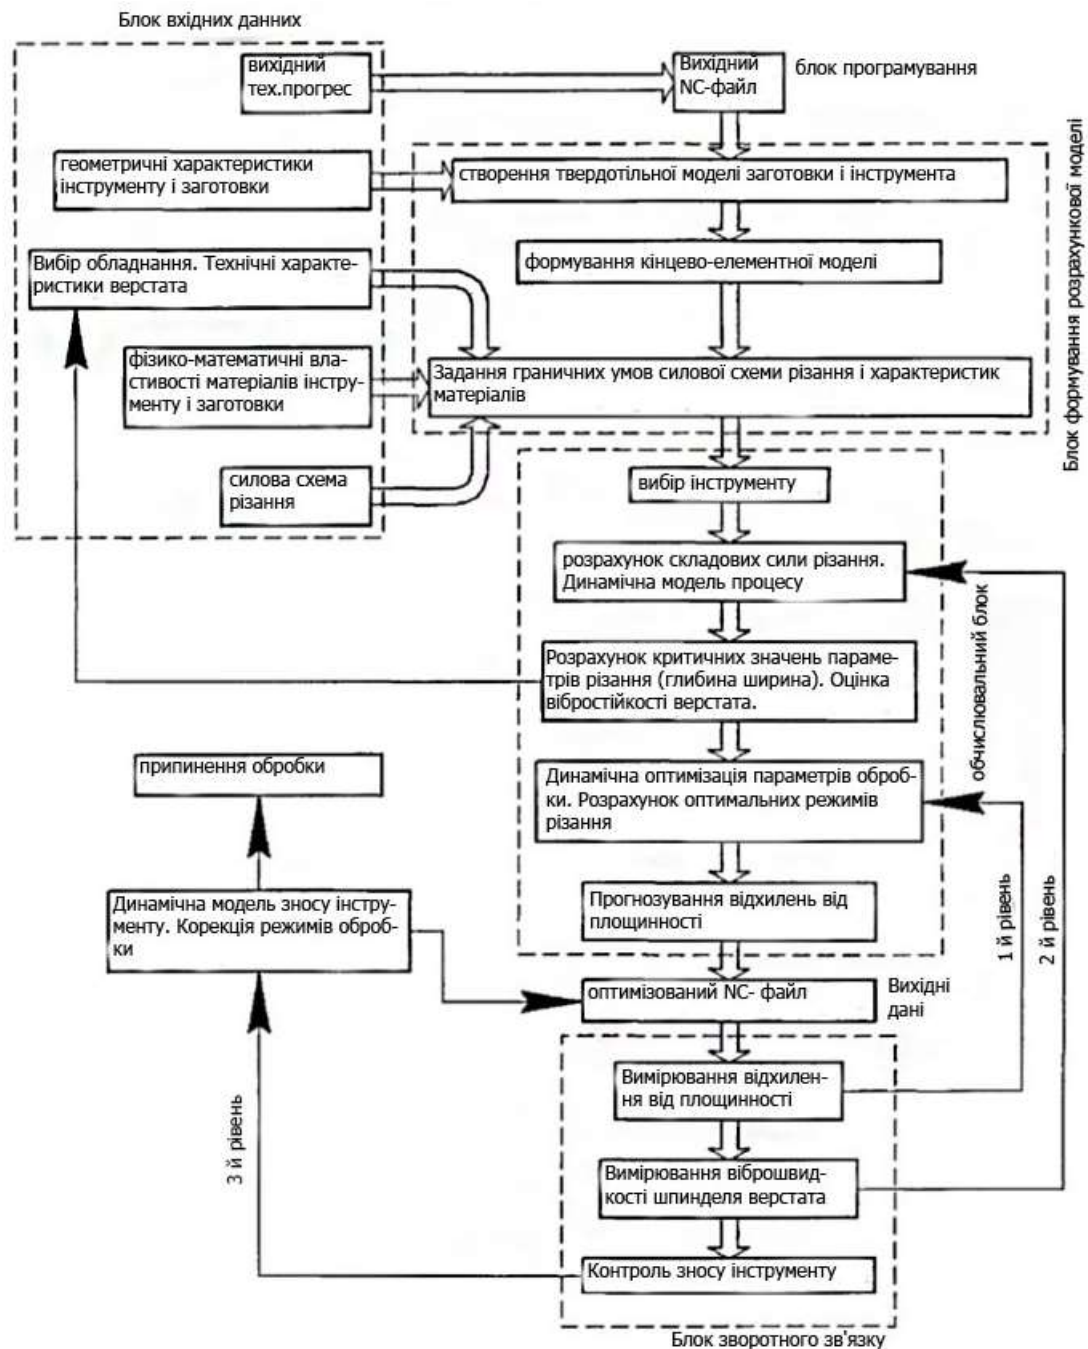 Блок вхідних данних
вихідний
тех.прогрес
Вихідний
NC-файл
блок програмування
геометричні характеристики
інструменту і заготовки
створення твердотільної моделі заготовки і інструмента
Вибір обладнання. Технічні характе-
ристики верстата
формування кінцево-елементної моделі
фізико-математичні вла-
стивості матеріалів інстру-
менту і заготовки
Задання граничних умов силової схеми різання і характеристик
матеріалів
Блок формування розрахункової моделі
силова схема
різання
вибір інструменту
розрахунок складових сили різання.
Динамічна модель процесу
Розрахунок критичних значень параме-
трів різання (глибина ширина). Оцінка
вібростійкості верстата.
обчислювальний блок
припинення обробки
Динамічна оптимізація параметрів оброб-
ки. Розрахунок оптимальних режимів
різання
Динамічна модель зносу інстру-
менту. Корекція режимів оброб-
ки
Прогнозування відхилень від
площинності
1 й рівень
2 й рівень
оптимізований NC- файл
Вихідні
дані
Вимірювання відхилен-
ня від площинності
3 й рівень
Вимірювання віброшвид-
кості шпинделя верстата
Контроль зносу інструменту
Блок зворотного зв'язку